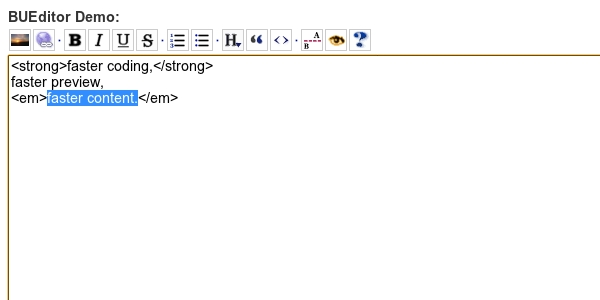 BUEditor Demo:
B I U S H, A B ?
<strong>faster coding,</strong>
faster preview,
<em>faster content.</em>